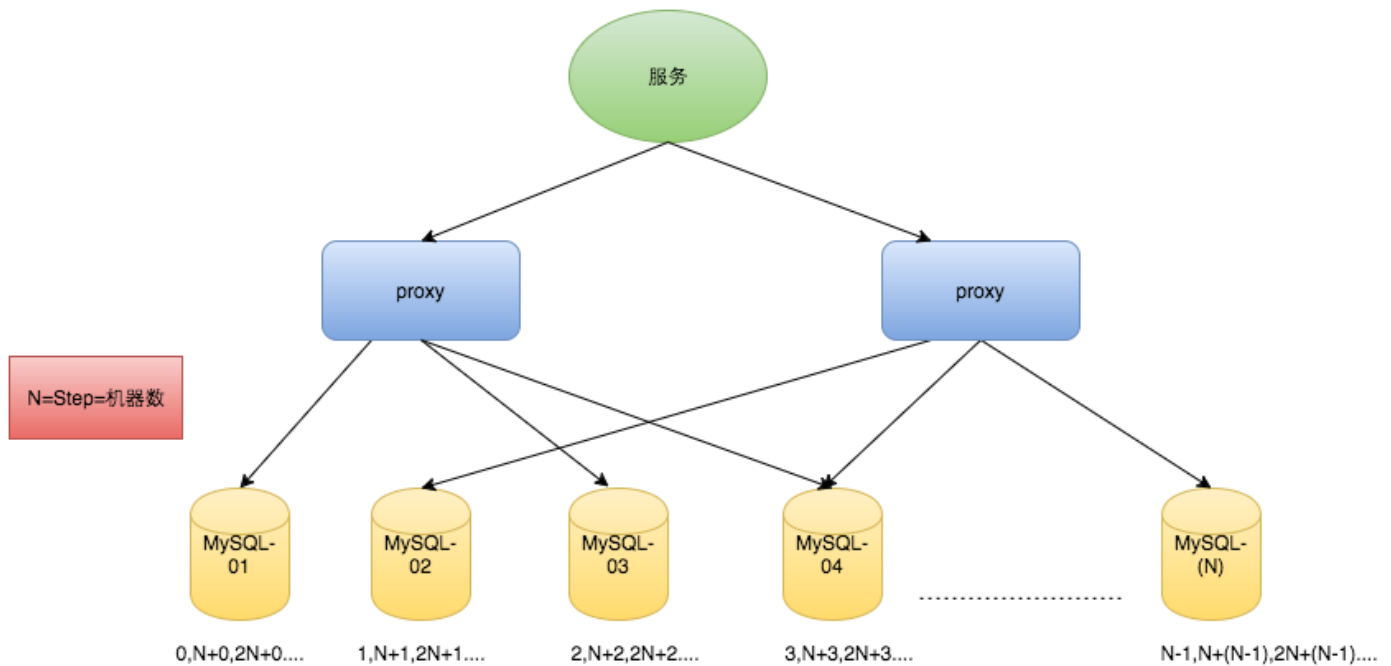 服务
proxy
proxy
N=Step=机器数
MySQL-
01
MySQL-
02
MySQL-
03
MySQL-
04
MySQL-
(N)
0,N+0,2N+0....
1,N+1,2N+1....
2,N+2,2N+2....
3,N+3,2N+3....
N-1,N+(N-1),2N+(N-1)....